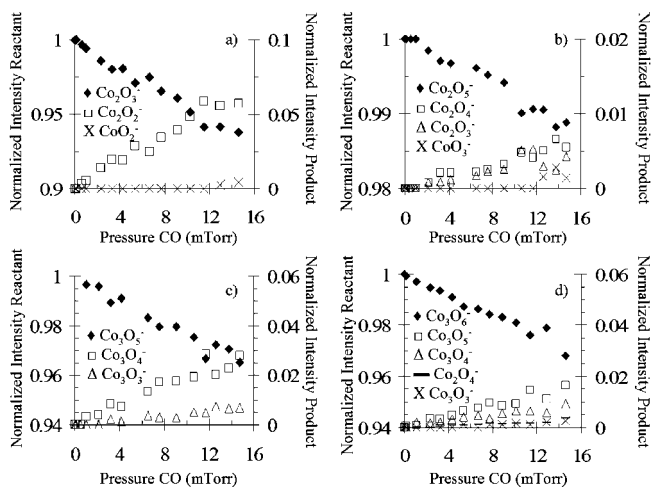 a)
Normalized Intensity Reactant
1
0.95
0.9
Co₂O₃⁻
Co₂O₂⁻
CoO₂⁻
0.1
0.05
0
Normalized Intensity Product
0 4 8 12 16
Pressure CO (mTorr)
b)
Normalized Intensity Reactant
1
0.99
0.98
Co₂O₅⁻
Co₂O₄⁻
Co₂O₃⁻
CoO₃⁻
0.02
0.01
0
Normalized Intensity Product
0 4 8 12 16
Pressure CO (mTorr)
c)
Normalized Intensity Reactant
1
0.98
0.96
0.94
Co₃O₅⁻
Co₃O₄⁻
Co₃O₃⁻
0.06
0.04
0.02
0
Normalized Intensity Product
0 4 8 12 16
Pressure CO (mTorr)
d)
Normalized Intensity Reactant
1
0.98
0.96
0.94
Co₃O₆⁻
Co₃O₅⁻
Co₃O₄⁻
Co₂O₄⁻
Co₃O₃⁻
0.06
0.04
0.02
0
Normalized Intensity Product
0 4 8 12 16
Pressure CO (mTorr)